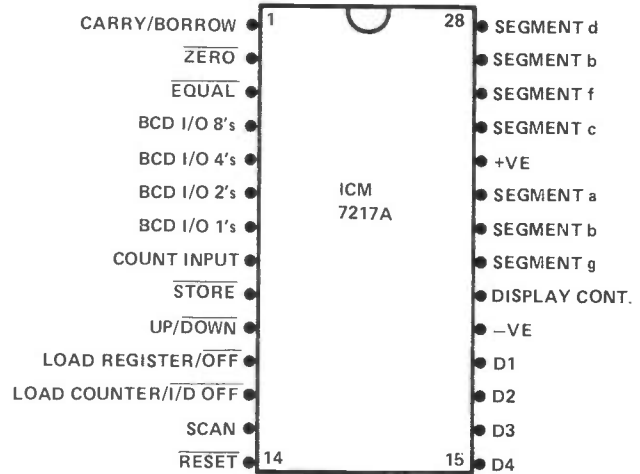 CARRY/BORROW 1 28 SEGMENT d
ZERO SEGMENT b
EQUAL SEGMENT f
BCD I/O 8's SEGMENT c
BCD I/O 4's +VE
BCD I/O 2's ICM SEGMENT a
7217A
BCD I/O 1's SEGMENT b
COUNT INPUT SEGMENT g
STORE DISPLAY CONT.
UP/DOWN −VE
LOAD REGISTER/OFF D1
LOAD COUNTER/I/D OFF D2
SCAN D3
RESET 14 15 D4